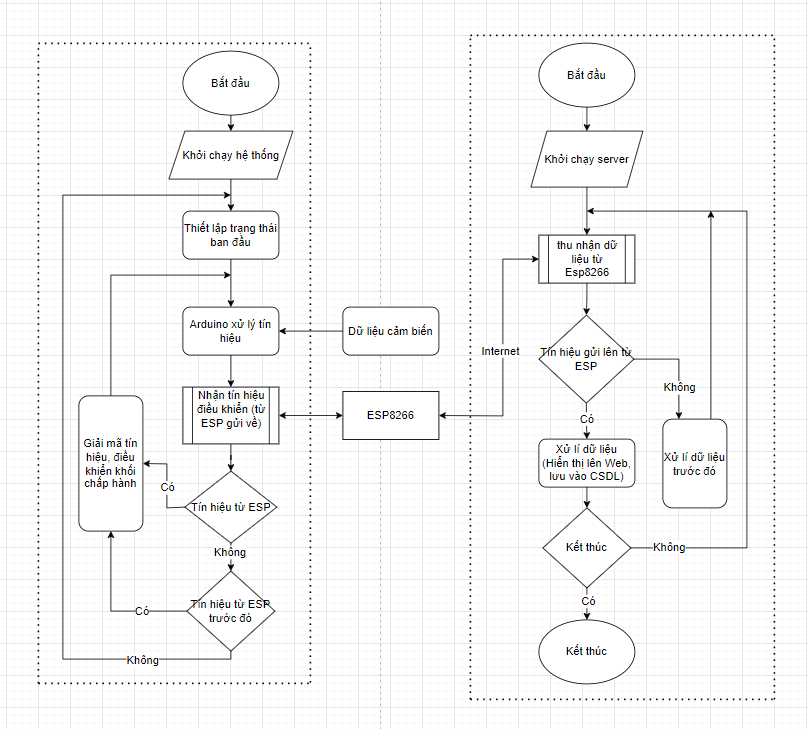 Bắt đầu
Khởi chạy hệ thống
Thiết lập trạng thái
ban đầu
Arduino xử lý tín
hiệu
Dữ liệu cảm biến
Nhận tín hiệu
điều khiển (từ
ESP gửi về)
ESP8266
Giải mã tín
hiệu, điều
khiển khối
chấp hành
Có
Tín hiệu từ ESP
Không
Tín hiệu từ ESP
trước đó
Có
Không
Internet
Bắt đầu
Khởi chạy server
thu nhận dữ
liệu từ
Esp8266
Tín hiệu gửi lên từ
ESP
Không
Có
Xử lí dữ liệu
(Hiển thị lên Web,
lưu vào CSDL)
Xử lí dữ liệu
trước đó
Kết thúc
Không
Có
Kết thúc